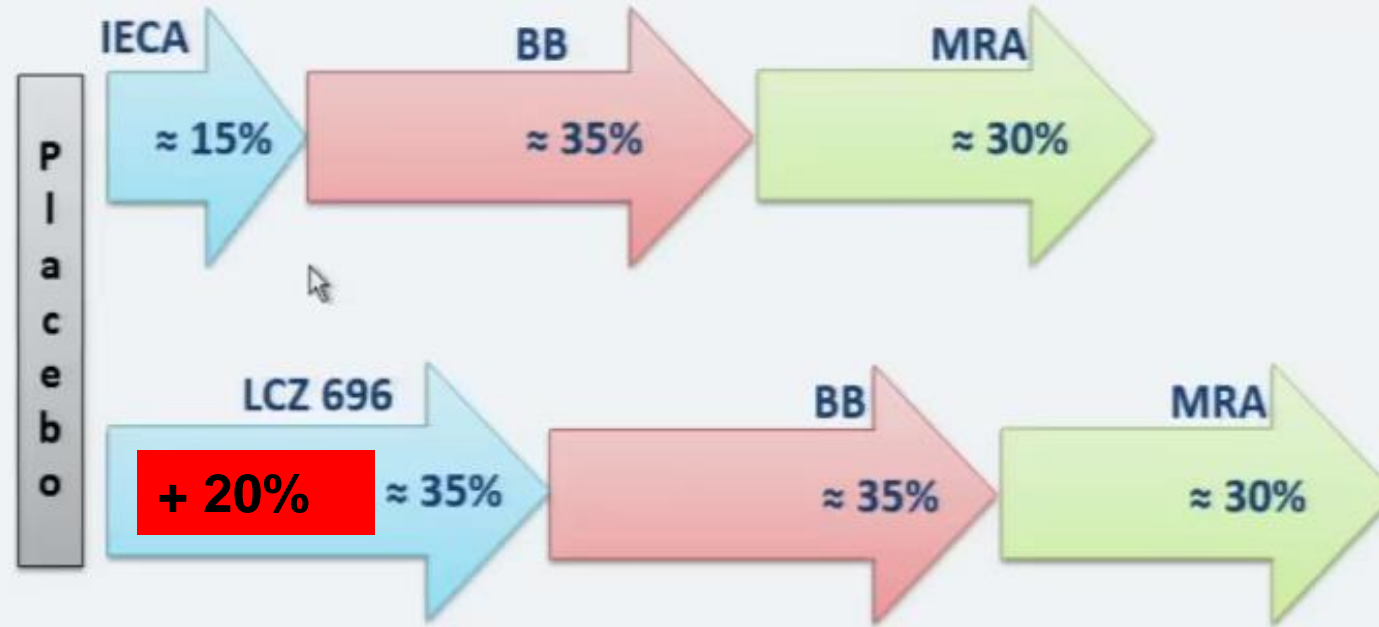 Placebo
IECA
BB
MRA
≈ 15%
≈ 35%
≈ 30%
LCZ 696
BB
MRA
+ 20%
≈ 35%
≈ 35%
≈ 30%